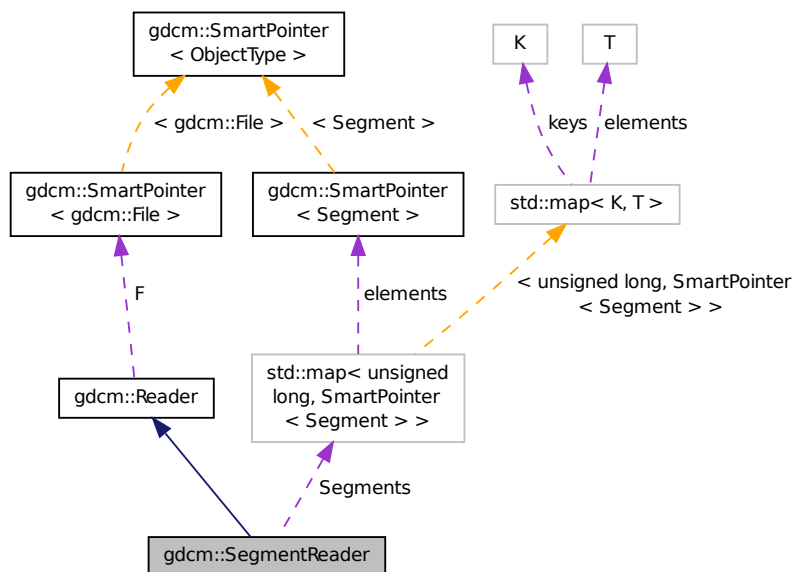 gdcm::SmartPointer
< ObjectType >
K
T
< gdcm::File >
< Segment >
keys
elements
gdcm::SmartPointer
< gdcm::File >
gdcm::SmartPointer
< Segment >
std::map< K, T >
F
elements
< unsigned long, SmartPointer
< Segment > >
gdcm::Reader
std::map< unsigned
long, SmartPointer
< Segment > >
Segments
gdcm::SegmentReader